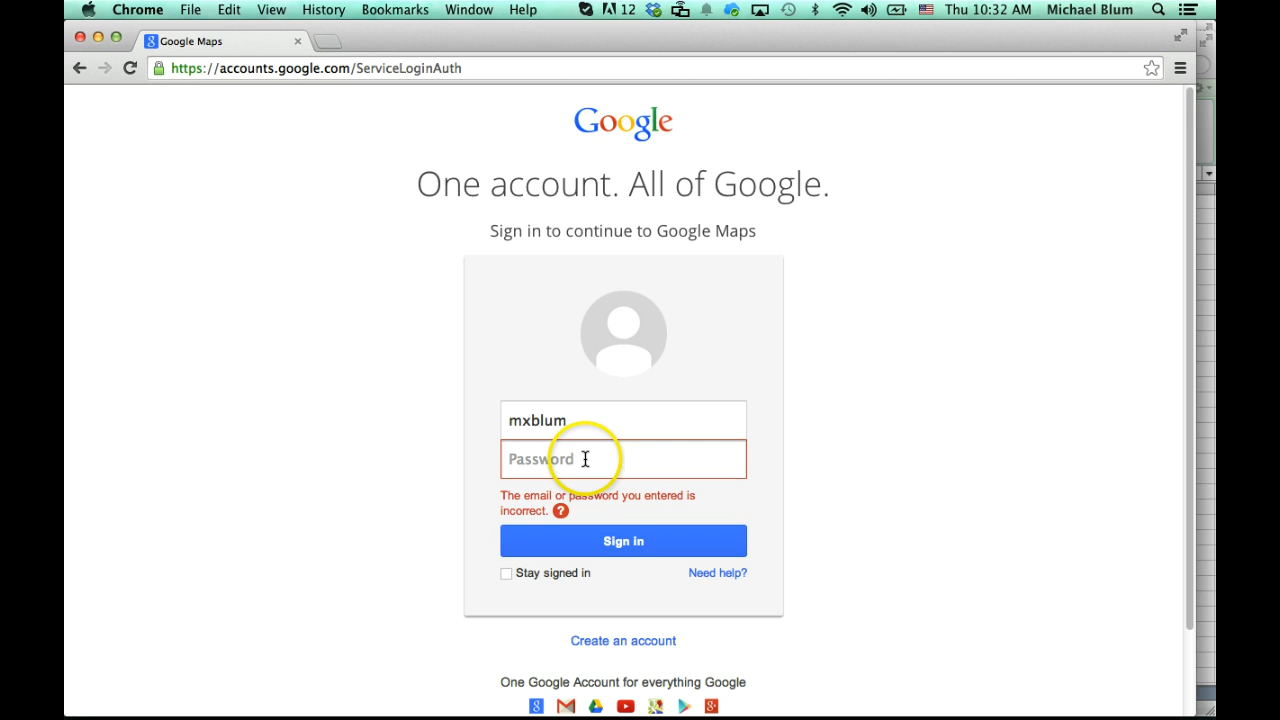 Chrome File Edit View History Bookmarks Window Help 12 Thu 10:32 AM Michael Blum
Google Maps
https://accounts.google.com/ServiceLoginAuth
Google
One account. All of Google.
Sign in to continue to Google Maps
mxblum
Password
The email or password you entered is
incorrect. ?
Sign in
Stay signed in Need help?
Create an account
One Google Account for everything Google